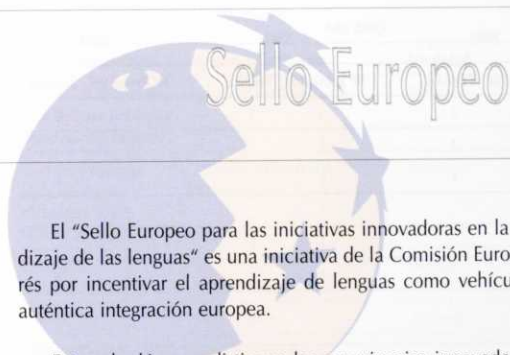 Sello Europeo
El “Sello Europeo para las iniciativas innovadoras en la
dizaje de las lenguas“ es una iniciativa de la Comisión Euro
rés por incentivar el aprendizaje de lenguas como vehícu
auténtica integración europea.